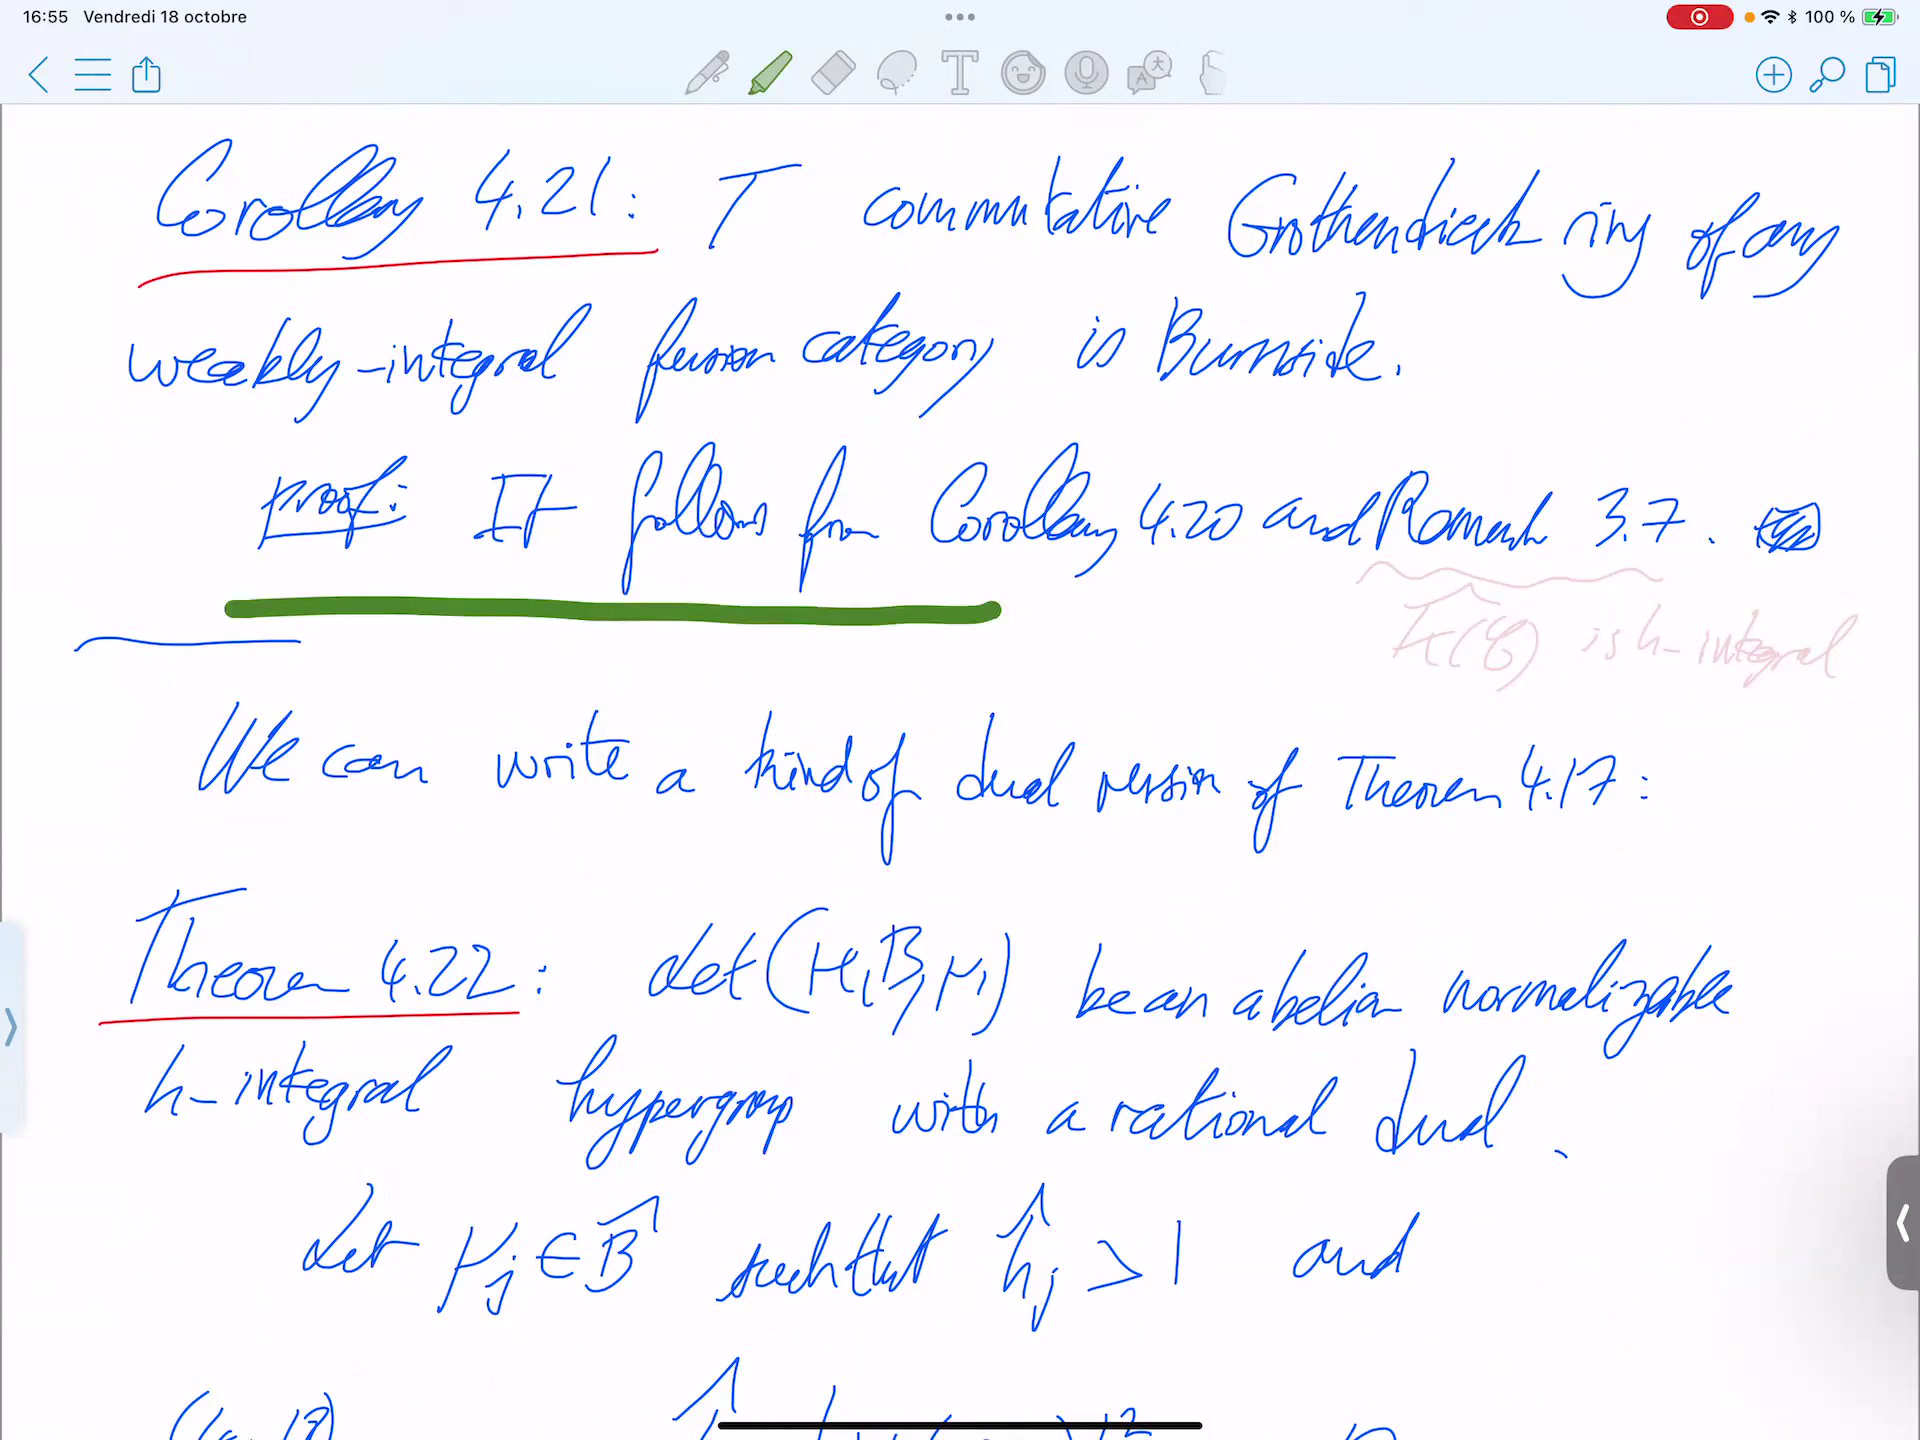 16:55 Vendredi 18 octobre
100 %
Corollary 4.21: T commutative Grothendieck ring of any
weakly-integral fusion category is Burnside.
proof: It follows from Corollary 4.20 and Remark 3.7.
K(C) is h-integral
We can write a kind of dual version of Theorem 4.17:
Theorem 4.22: Let (H,B,μ) be an abelian normalizable
h-integral hypergroup with a rational dual.
Let μ_j ∈ B̂ such that ĥ_j > 1 and